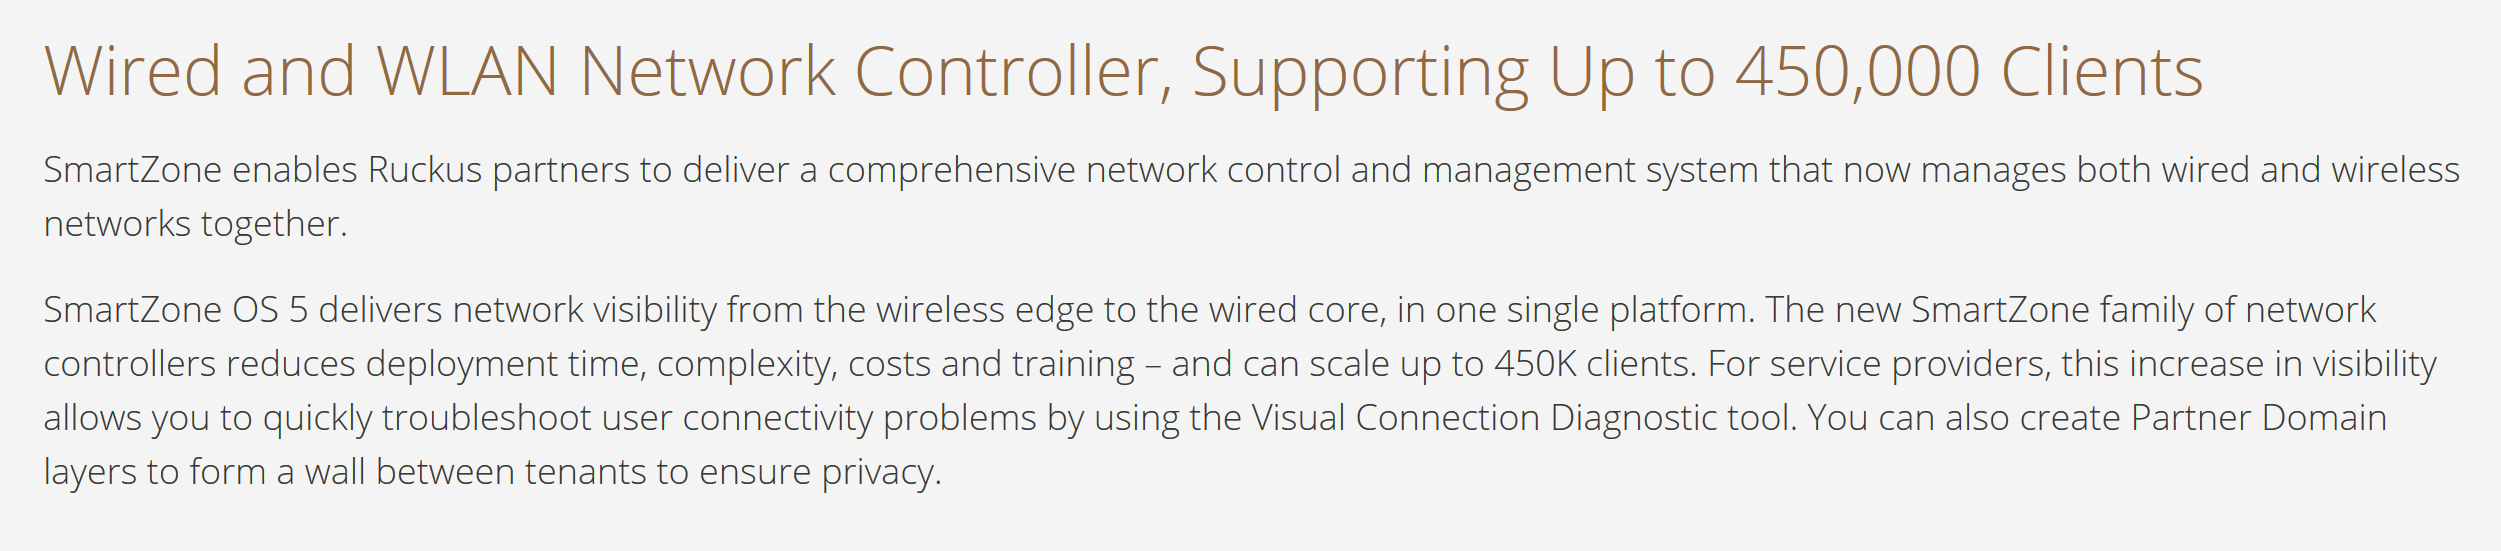 Wired and WLAN Network Controller, Supporting Up to 450,000 Clients
SmartZone enables Ruckus partners to deliver a comprehensive network control and management system that now manages both wired and wireless
networks together.
SmartZone OS 5 delivers network visibility from the wireless edge to the wired core, in one single platform. The new SmartZone family of network
controllers reduces deployment time, complexity, costs and training – and can scale up to 450K clients. For service providers, this increase in visibility
allows you to quickly troubleshoot user connectivity problems by using the Visual Connection Diagnostic tool. You can also create Partner Domain
layers to form a wall between tenants to ensure privacy.